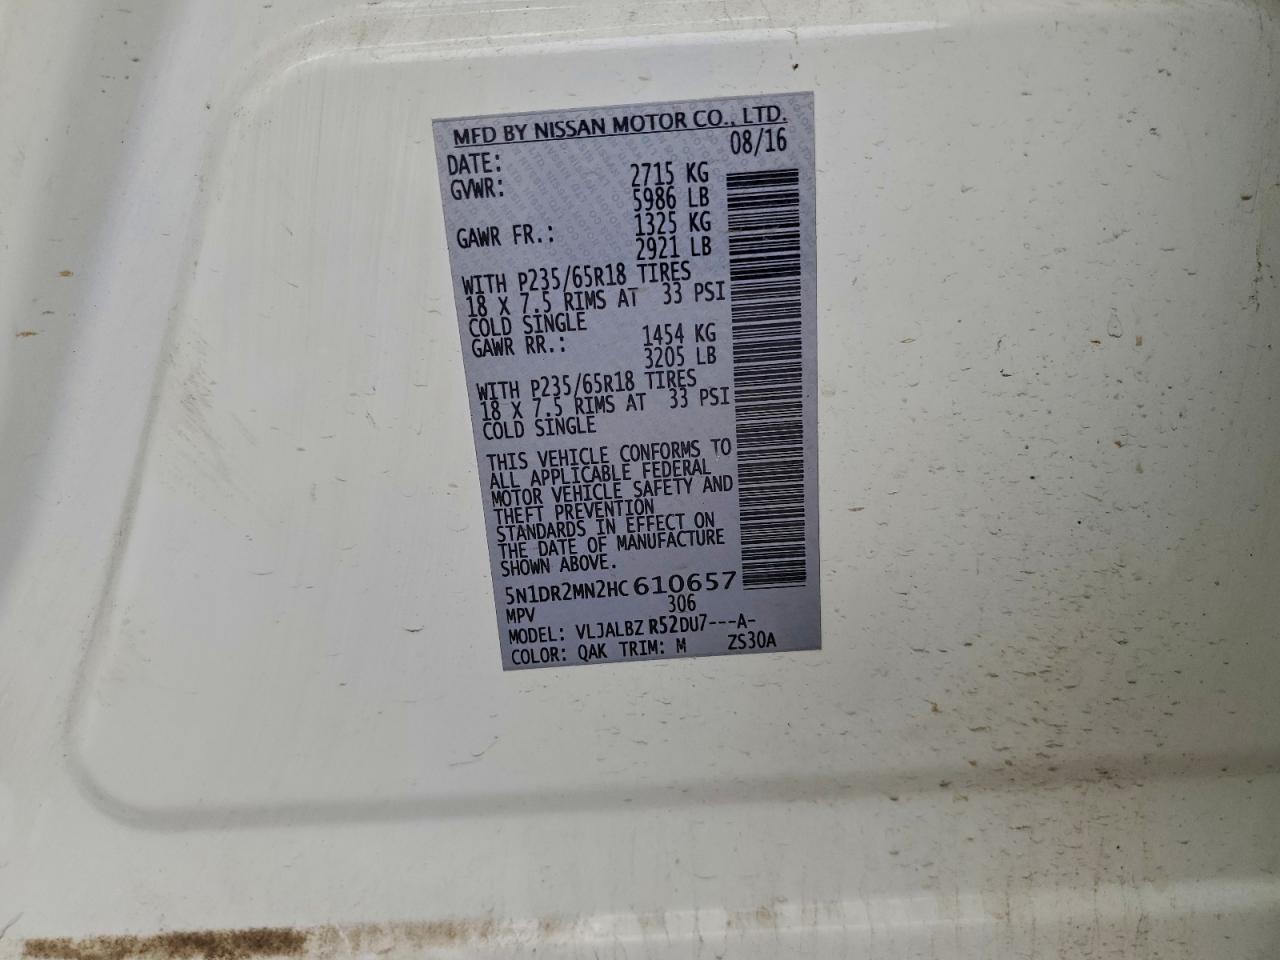 MFD BY NISSAN MOTOR CO., LTD.
DATE: 08/16
GVWR: 2715 KG
5986 LB
GAWR FR.: 1325 KG
2921 LB
WITH P235/65R18 TIRES
18 X 7.5 RIMS AT 33 PSI
COLD SINGLE
GAWR RR.: 1454 KG
3205 LB
WITH P235/65R18 TIRES
18 X 7.5 RIMS AT 33 PSI
COLD SINGLE
THIS VEHICLE CONFORMS TO
ALL APPLICABLE FEDERAL
MOTOR VEHICLE SAFETY AND
THEFT PREVENTION
STANDARDS IN EFFECT ON
THE DATE OF MANUFACTURE
SHOWN ABOVE.
5N1DR2MN2HC610657
MPV 306
MODEL: VLJALBZ R52DU7---A-
COLOR: QAK TRIM: M ZS30A